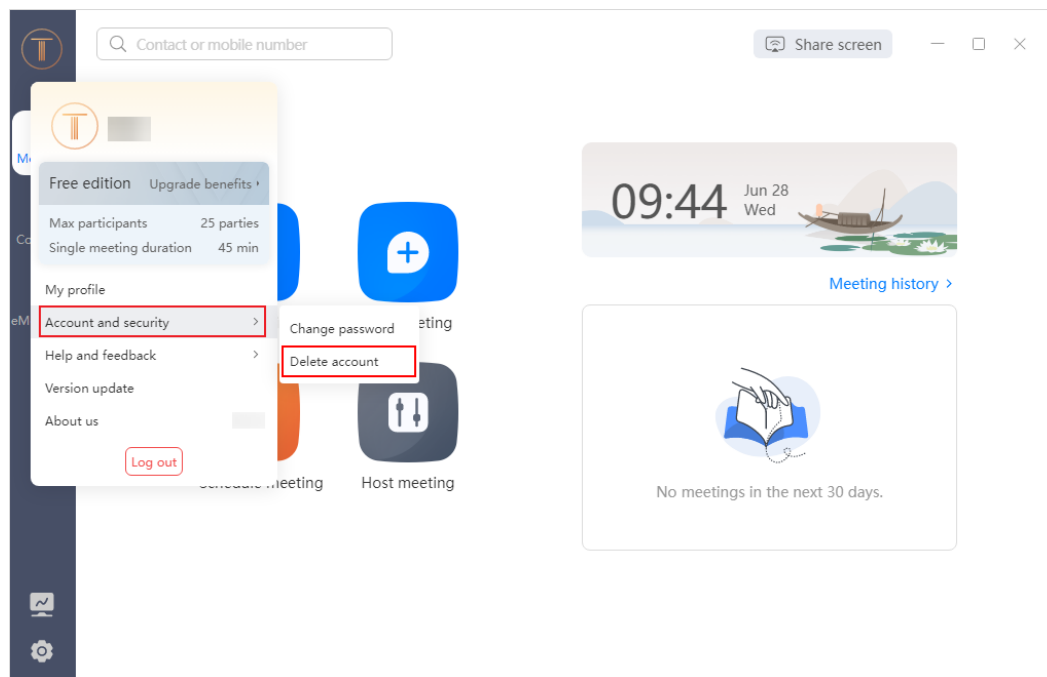 Contact or mobile number
Share screen
Free edition Upgrade benefits
Max participants 25 parties
Single meeting duration 45 min
My profile
Account and security
Help and feedback
Version update
About us
Log out
Change password
Delete account
Host meeting
09:44
Jun 28
Wed
Meeting history
No meetings in the next 30 days.